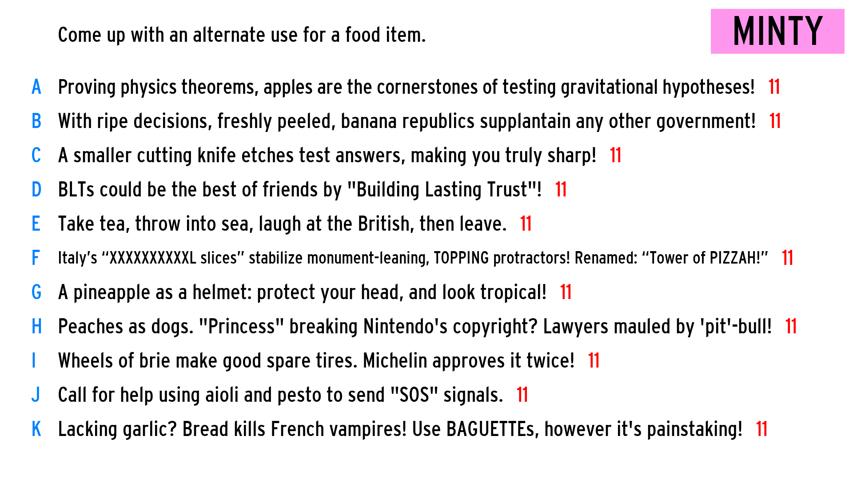 Come up with an alternate use for a food item.
MINTY
A Proving physics theorems, apples are the cornerstones of testing gravitational hypotheses! 11
B With ripe decisions, freshly peeled, banana republics supplantain any other government! 11
C A smaller cutting knife etches test answers, making you truly sharp! 11
D BLTs could be the best of friends by "Building Lasting Trust"! 11
E Take tea, throw into sea, laugh at the British, then leave. 11
F Italy's “XXXXXXXXXXL slices” stabilize monument-leaning, TOPPING protractors! Renamed: “Tower of PIZZAH!” 11
G A pineapple as a helmet: protect your head, and look tropical! 11
H Peaches as dogs. "Princess" breaking Nintendo's copyright? Lawyers mauled by 'pit'-bull! 11
I Wheels of brie make good spare tires. Michelin approves it twice! 11
J Call for help using aioli and pesto to send "SOS" signals. 11
K Lacking garlic? Bread kills French vampires! Use BAGUETTEs, however it's painstaking! 11